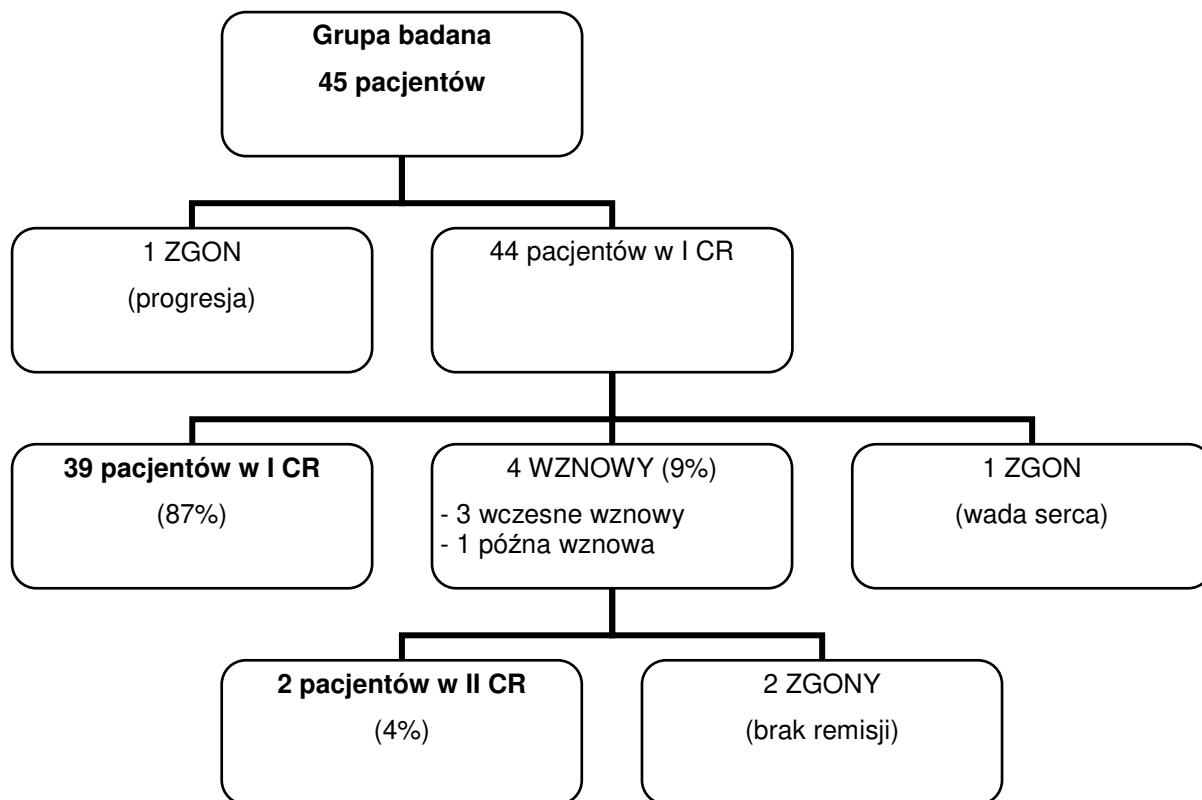 Grupa badana
45 pacjentów
1 ZGON
(progresja)
44 pacjentów w I CR
39 pacjentów w I CR
(87%)
4 WZNOWY (9%)
- 3 wczesne wznowy
- 1 późna wznowa
1 ZGON
(wada serca)
2 pacjentów w II CR
(4%)
2 ZGONY
(brak remisji)